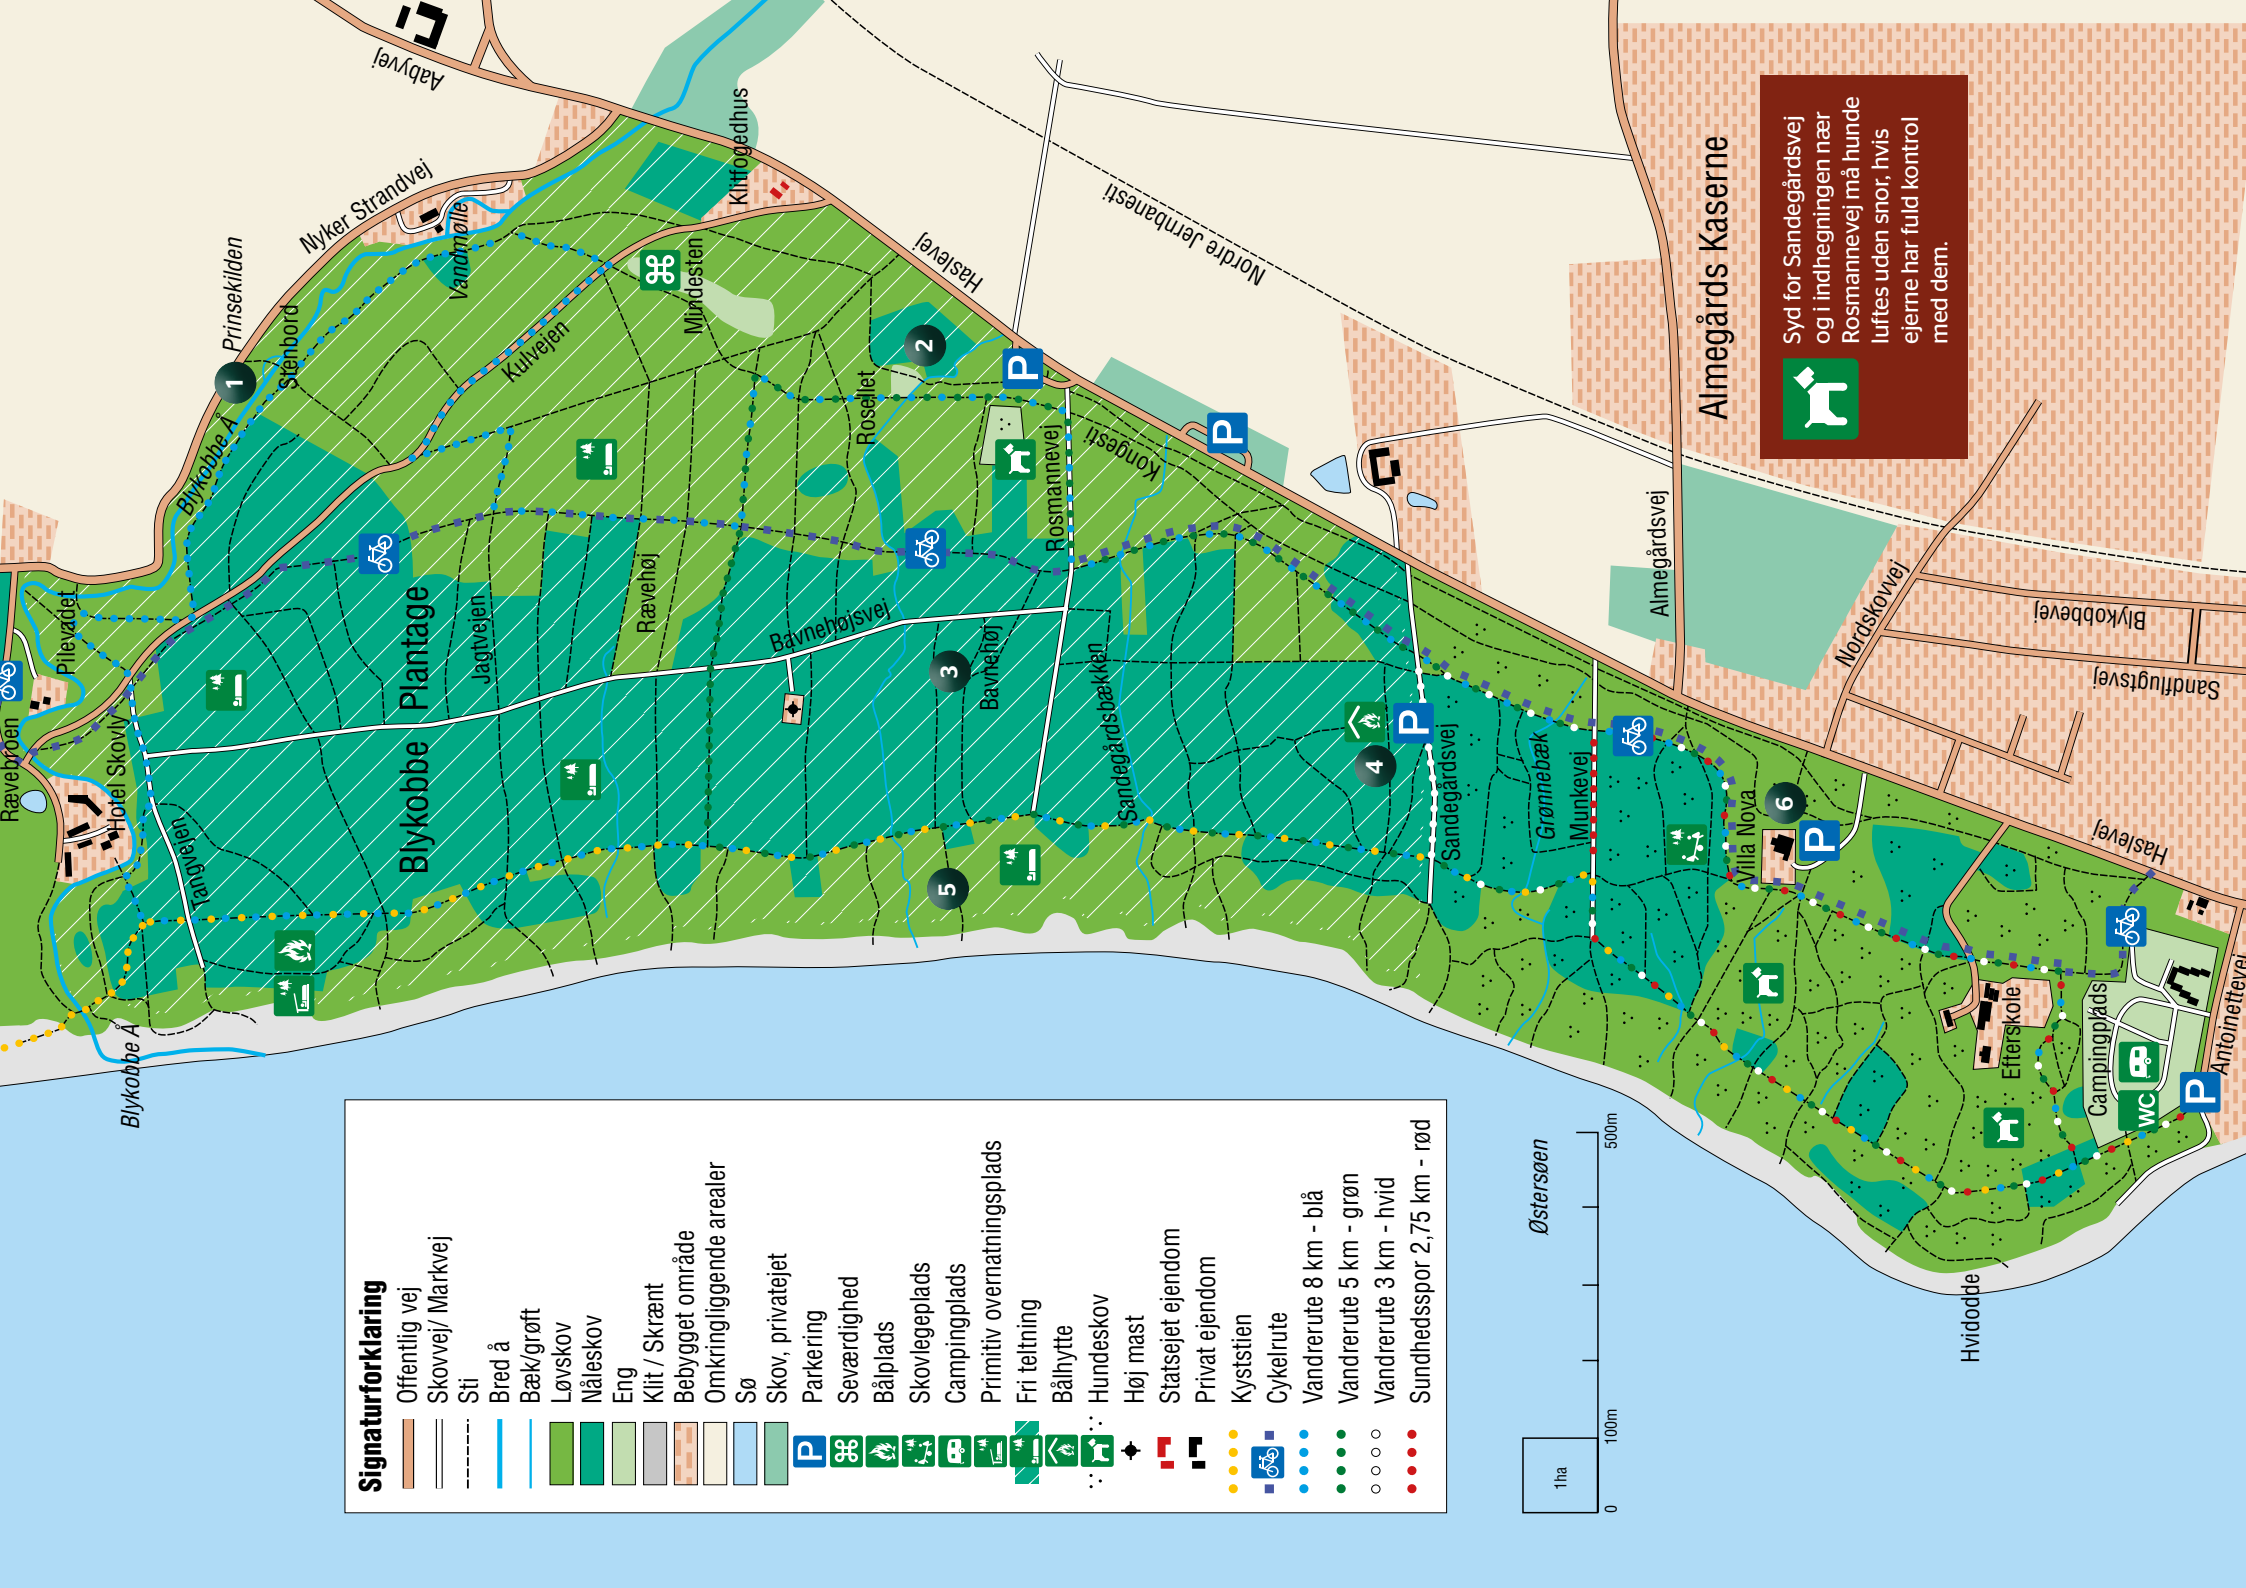 Aabyvej
Klitfogedhus
Nyker Strandvej
Vandmølle
Prinsekilden
Stenbord
1
Blykobbe Å
Kulvejen
Mindesten
Haslevej
Nordre Jernbanesti
2
P
Rosellet
Rosmannevej
Kongesti
P
Almegårds Kaserne
Syd for Sandegårdsvej
og i indhegningen nær
Rosmannevej må hunde
luftes uden snor, hvis
ejerne har fuld kontrol
med dem.
Almegårdsvej
Nordskovvej
Blykobbevej
Sandflugtsvej
Pilevadet
Rævebroen
Hotel Skovly
Tangvejen
Blykobbe Plantage
Jagtvejen
Rævehøj
Bavnehøjsvej
3
Bavnehøj
Sandegårdsbækken
4
P
Sandegårdsvej
Grønnebæk
Munkevej
Villa Nova
6
P
Haslevej
5
Blykobbe Å
Efterskole
Campingplads
WC
P
Antoinettevej
Hvidodde
Østersøen
1ha
0
100m
500m
Signaturforklaring
Offentlig vej
Skovvej/ Markvej
Sti
Bred å
Bæk/grøft
Løvskov
Nåleskov
Eng
Klit / Skrænt
Bebygget område
Omkringliggende arealer
Sø
Skov, privatejet
P Parkering
Seværdighed
Bålplads
Skovlegeplads
Campingplads
Primitiv overnatningsplads
Fri teltning
Bålhytte
Hundeskov
Høj mast
Statsejet ejendom
Privat ejendom
Kyststien
Cykelrute
Vandrerute 8 km - blå
Vandrerute 5 km - grøn
Vandrerute 3 km - hvid
Sundhedsspor 2,75 km - rød